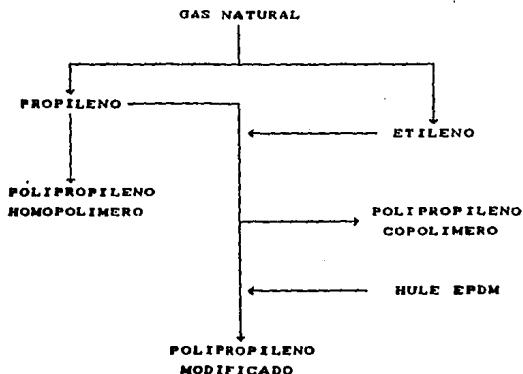 GAS NATURAL
PROPILENO
ETILENO
POLIPROPILENO
HOMOPOLIMERO
POLIPROPILENO
COPOLIMERO
HULE EPDM
POLIPROPILENO
MODIFICADO